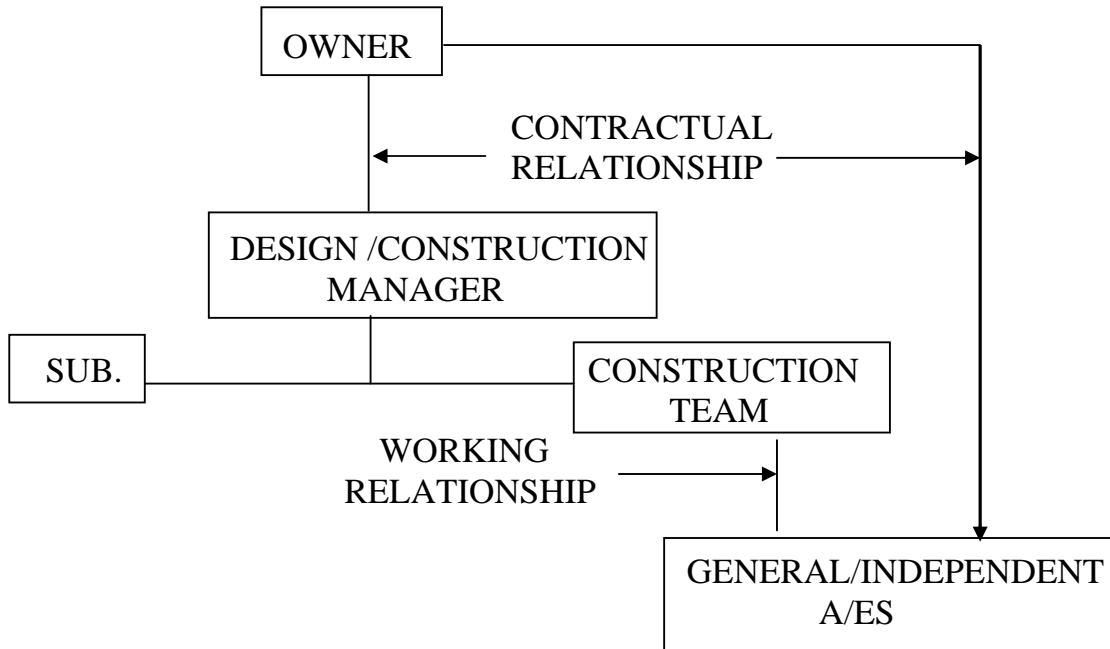 OWNER
CONTRACTUAL
RELATIONSHIP
DESIGN /CONSTRUCTION
MANAGER
SUB.
CONSTRUCTION
TEAM
WORKING
RELATIONSHIP
GENERAL/INDEPENDENT
A/ES